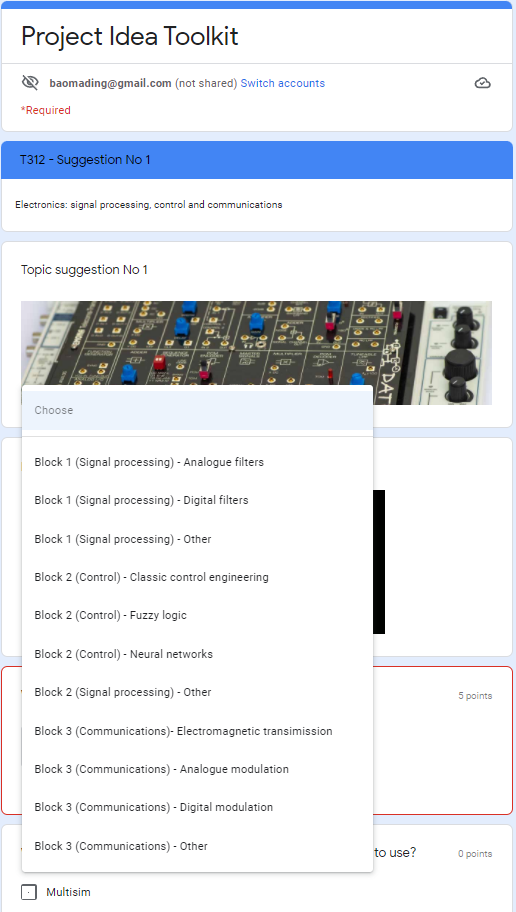 Project Idea Toolkit
baomading@gmail.com (not shared) Switch accounts
*Required
T312 - Suggestion No 1
Electronics: signal processing, control and communications
Topic suggestion No 1
Choose
Block 1 (Signal processing) - Analogue filters
Block 1 (Signal processing) - Digital filters
Block 1 (Signal processing) - Other
Block 2 (Control) - Classic control engineering
Block 2 (Control) - Fuzzy logic
Block 2 (Control) - Neural networks
Block 2 (Signal processing) - Other
5 points
Block 3 (Communications)- Electromagnetic transimission
Block 3 (Communications) - Analogue modulation
Block 3 (Communications) - Digital modulation
Block 3 (Communications) - Other
to use? 0 points
Multisim